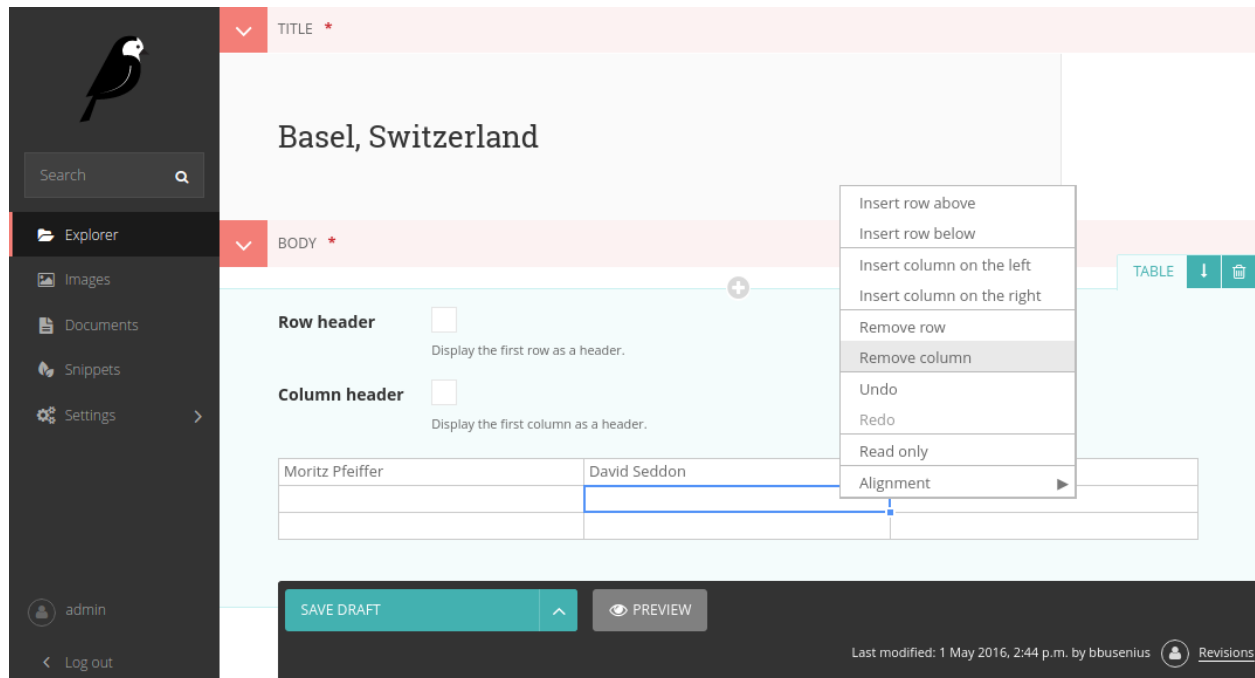 Search
Explorer
Images
Documents
Snippets
Settings
admin
Log out
TITLE *
Basel, Switzerland
BODY *
TABLE
Row header
Display the first row as a header.
Column header
Display the first column as a header.
Moritz Pfeiffer
David Seddon
Insert row above
Insert row below
Insert column on the left
Insert column on the right
Remove row
Remove column
Undo
Redo
Read only
Alignment
SAVE DRAFT
PREVIEW
Last modified: 1 May 2016, 2:44 p.m. by bbusenius
Revisions